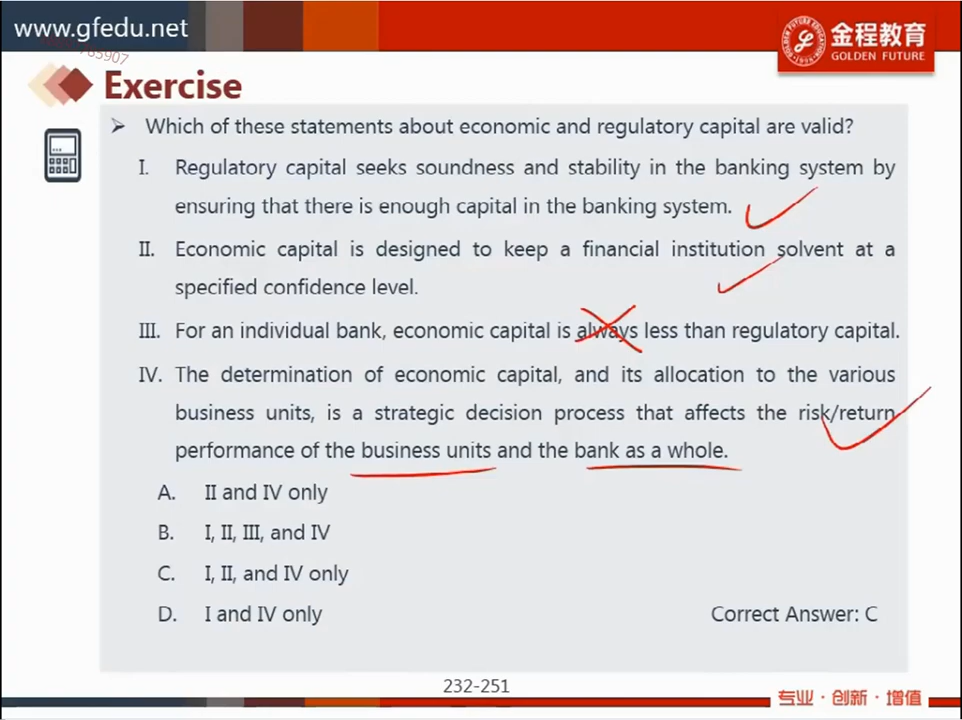 www.gfedu.net
金程教育
GOLDEN FUTURE
Exercise
➢ Which of these statements about economic and regulatory capital are valid?
I. Regulatory capital seeks soundness and stability in the banking system by
ensuring that there is enough capital in the banking system.
II. Economic capital is designed to keep a financial institution solvent at a
specified confidence level.
III. For an individual bank, economic capital is always less than regulatory capital.
IV. The determination of economic capital, and its allocation to the various
business units, is a strategic decision process that affects the risk/return
performance of the business units and the bank as a whole.
A. II and IV only
B. I, II, III, and IV
C. I, II, and IV only
D. I and IV only
Correct Answer: C
232-251
专业·创新·增值